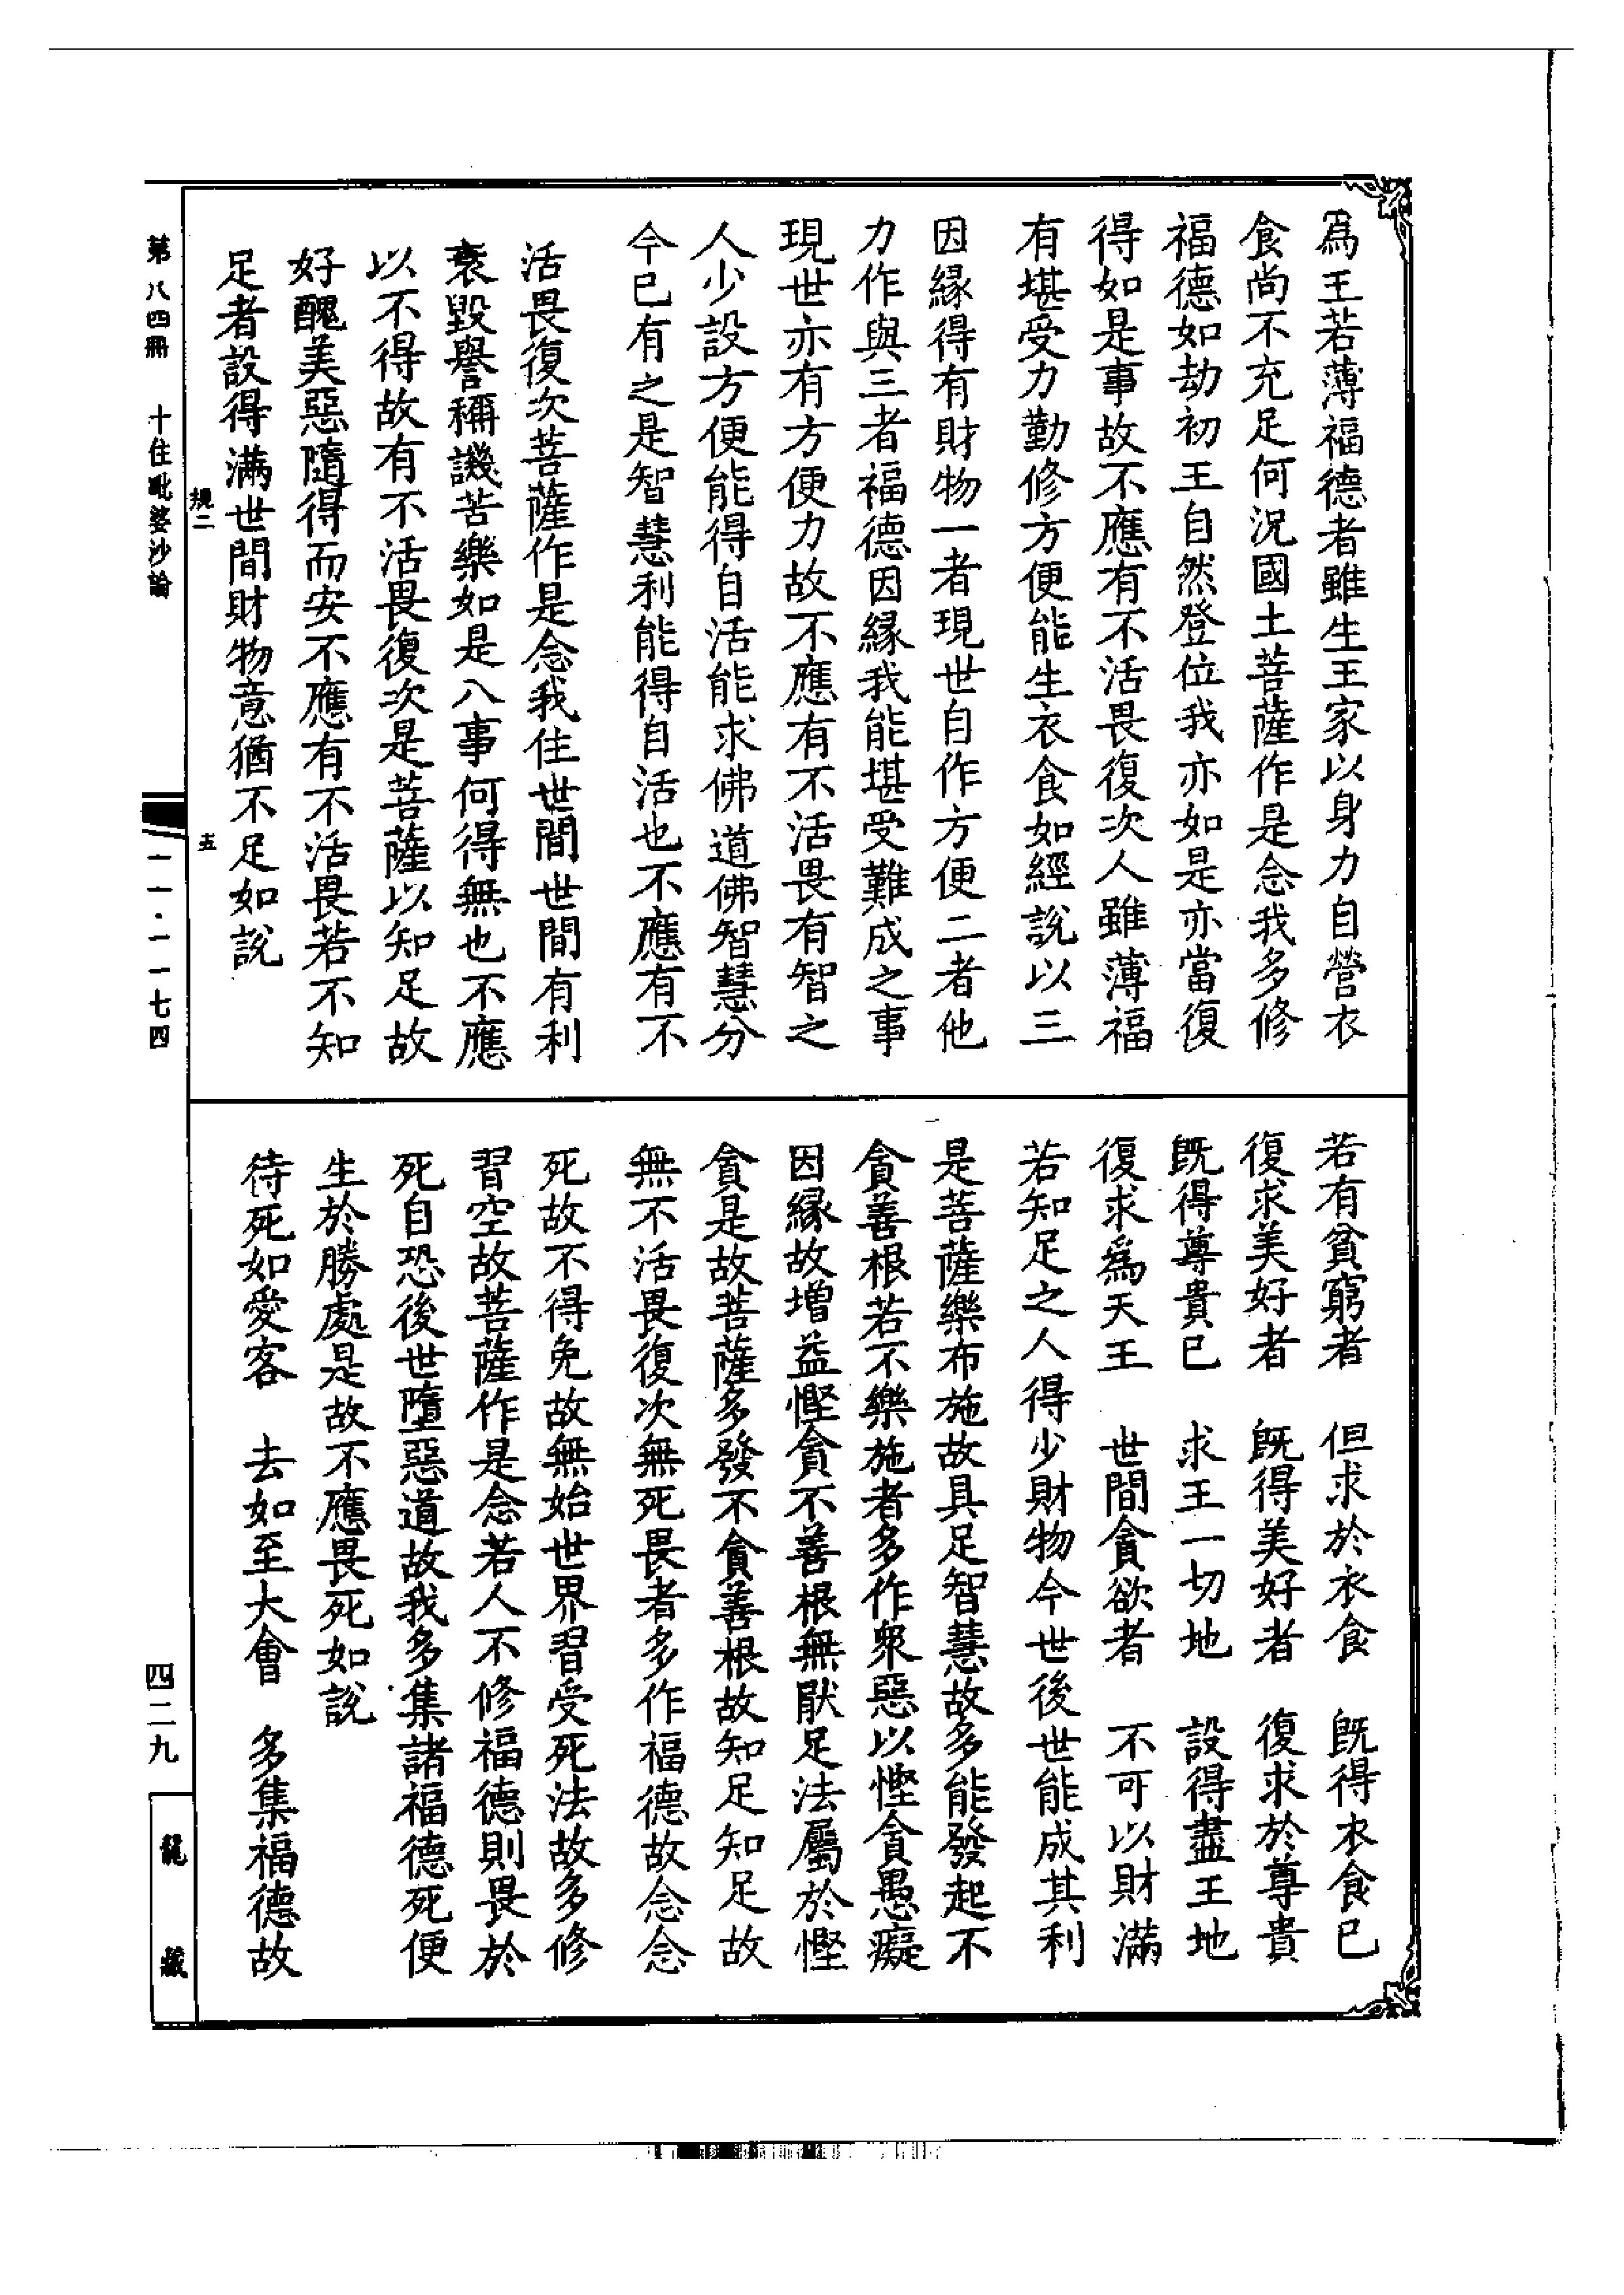 為王若薄福德者雖生王家以身力自營衣
食尚不充足何況國土菩薩作是念我多修
福德如劫初王自然登位我亦如是亦當復
得如是事故不應有不活畏復次人雖薄福
有堪受力勤修方便能生衣食如經說以三
因緣得有財物一者現世自作方便二者他
力作與三者福德因緣我能堪受難成之事
現世亦有方便力故不應有不活畏有智之
人少設方便能得自活能求佛道佛智慧分
今已有之是智慧利能得自活也不應有不
活畏復次菩薩作是念我住世間世間有利
衰毀譽稱譏苦樂如是八事何得無也不應
以不得故有不活畏復次是菩薩以知足故
好醜美惡隨得而安不應有不活畏若不知
足者設得滿世間財物意猶不足如說
若有貧窮者　但求於衣食　既得衣食已
復求美好者　既得美好者　復求於尊貴
既得尊貴已　求王一切地　設得盡王地
復求為天王　世間貪欲者　不可以財滿
若知足之人得少財物今世後世能成其利
是菩薩樂布施故具足智慧故多能發起不
貪善根若不樂施者多作眾惡以慳貪愚癡
因緣故增益慳貪不善根無厭足法屬於慳
貪是故菩薩多發不貪善根故知足知足故
無不活畏復次無死畏者多作福德故念念
死故不得免故無始世界習受死法故多修
習空故菩薩作是念若人不修福德則畏於
死自恐後世墮惡道故我多集諸福德死便
生於勝處是故不應畏死如說
待死如愛客　去如至大會　多集福德故
規二
五
第八四冊　十住毗婆沙論
一一·一一七四
四二九
龍藏